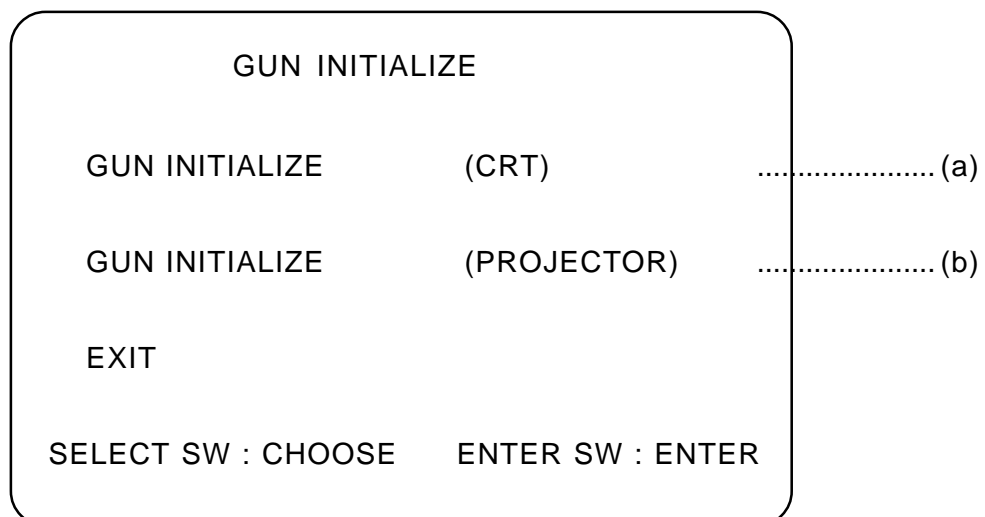 GUN INITIALIZE
GUN INITIALIZE (CRT) ......................(a)
GUN INITIALIZE (PROJECTOR) ......................(b)
EXIT
SELECT SW : CHOOSE ENTER SW : ENTER